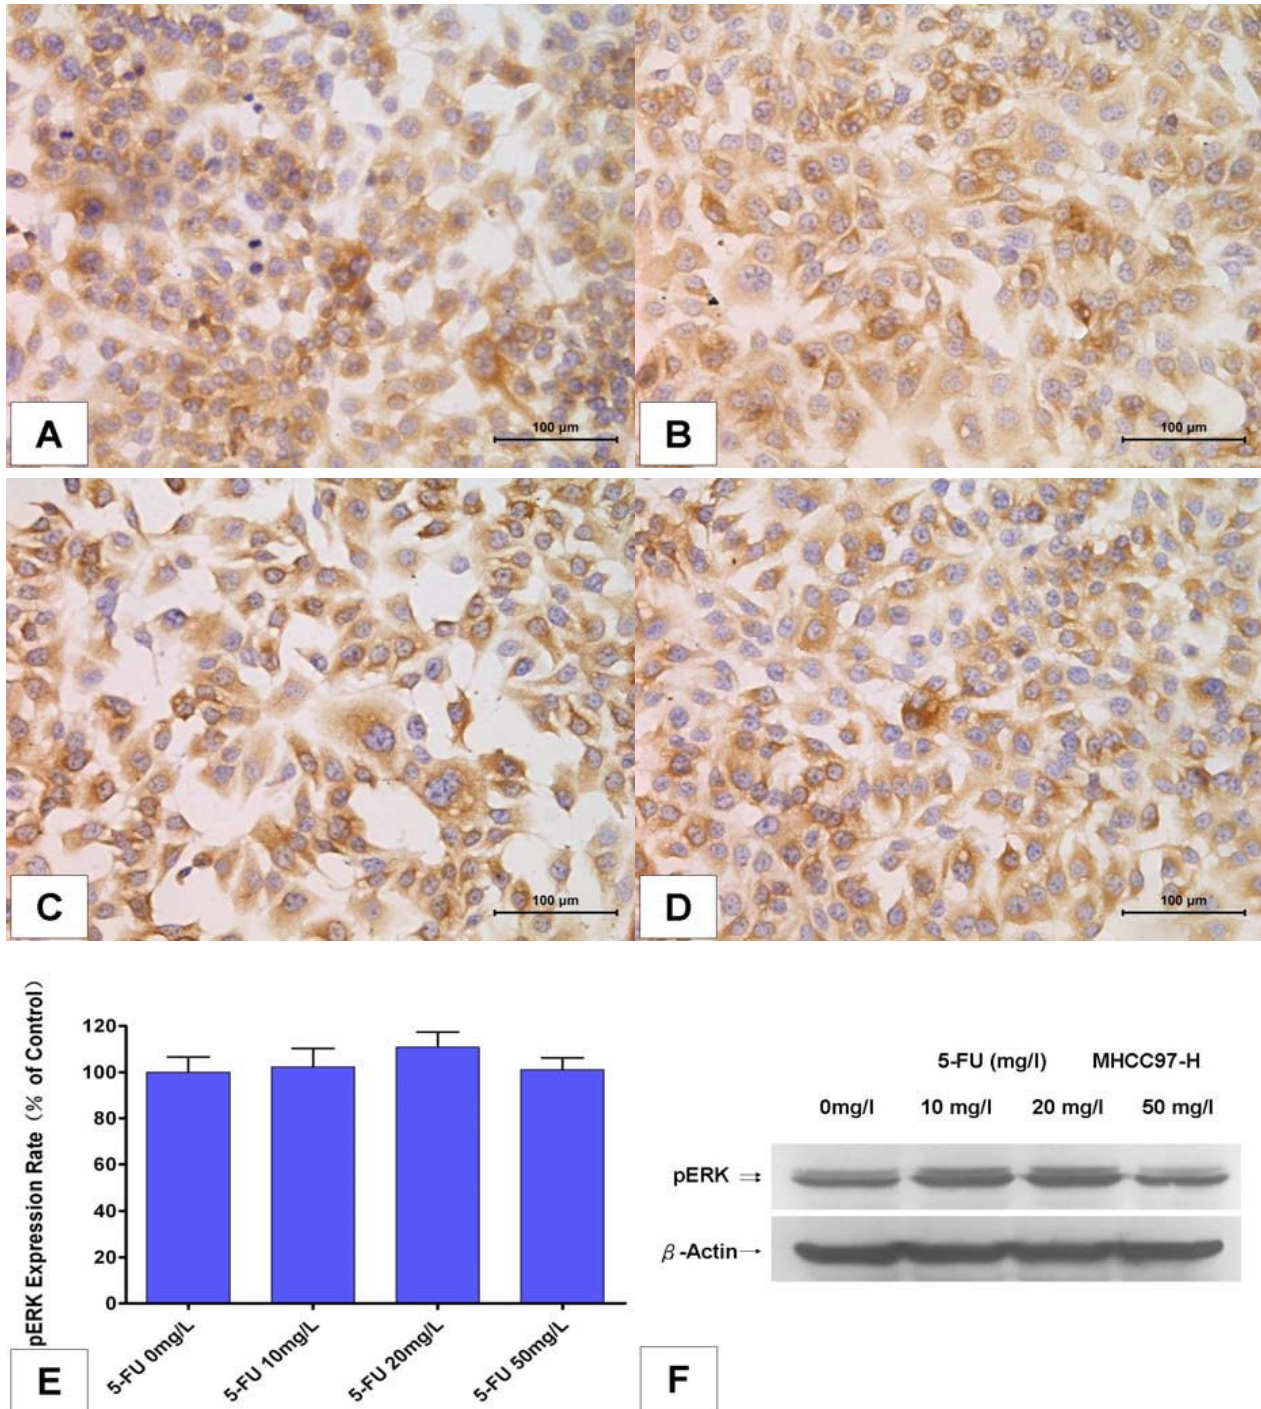 A
100 μm
B
100 μm
C
100 μm
D
100 μm
pERK Expression Rate (% of Control)
120
100
80
60
40
20
0
5-FU 0mg/L
5-FU 10mg/L
5-FU 20mg/L
5-FU 50mg/L
E
5-FU (mg/l) MHCC97-H
0mg/l 10 mg/l 20 mg/l 50 mg/l
pERK
β-Actin
F